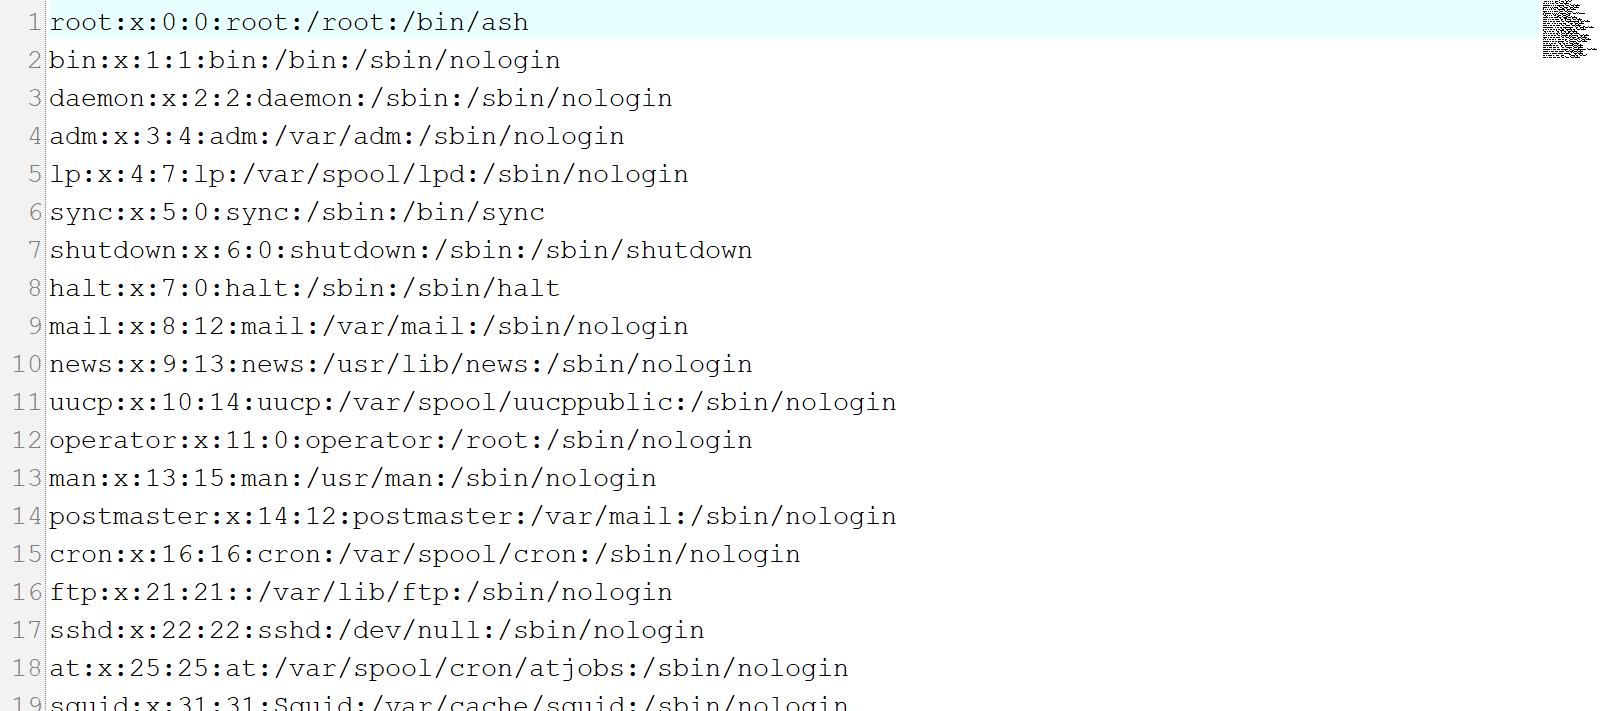 1 root:x:0:0:root:/root:/bin/ash
2 bin:x:1:1:bin:/bin:/sbin/nologin
3 daemon:x:2:2:daemon:/sbin:/sbin/nologin
4 adm:x:3:4:adm:/var/adm:/sbin/nologin
5 lp:x:4:7:lp:/var/spool/lpd:/sbin/nologin
6 sync:x:5:0:sync:/sbin:/bin/sync
7 shutdown:x:6:0:shutdown:/sbin:/sbin/shutdown
8 halt:x:7:0:halt:/sbin:/sbin/halt
9 mail:x:8:12:mail:/var/mail:/sbin/nologin
10 news:x:9:13:news:/usr/lib/news:/sbin/nologin
11 uucp:x:10:14:uucp:/var/spool/uucppublic:/sbin/nologin
12 operator:x:11:0:operator:/root:/sbin/nologin
13 man:x:13:15:man:/usr/man:/sbin/nologin
14 postmaster:x:14:12:postmaster:/var/mail:/sbin/nologin
15 cron:x:16:16:cron:/var/spool/cron:/sbin/nologin
16 ftp:x:21:21::/var/lib/ftp:/sbin/nologin
17 sshd:x:22:22:sshd:/dev/null:/sbin/nologin
18 at:x:25:25:at:/var/spool/cron/atjobs:/sbin/nologin
19 squid:x:31:31:Squid:/var/cache/squid:/sbin/nologin